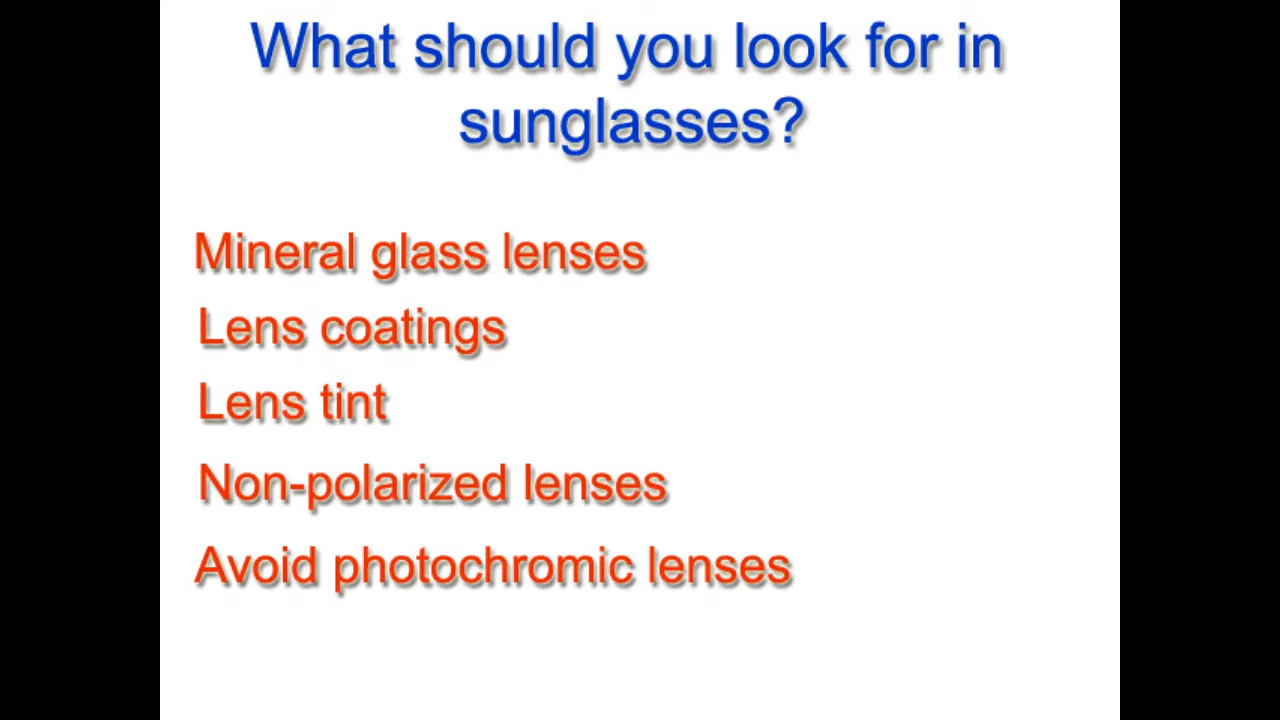 What should you look for in
sunglasses?
Mineral glass lenses
Lens coatings
Lens tint
Non-polarized lenses
Avoid photochromic lenses